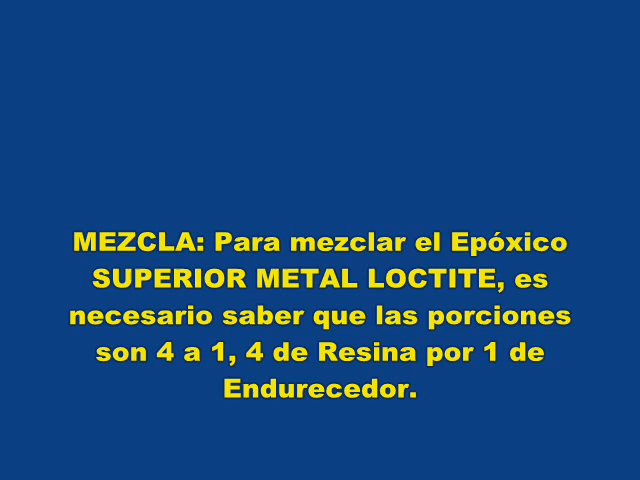 MEZCLA: Para mezclar el Epóxico
SUPERIOR METAL LOCTITE, es
necesario saber que las porciones
son 4 a 1, 4 de Resina por 1 de
Endurecedor.